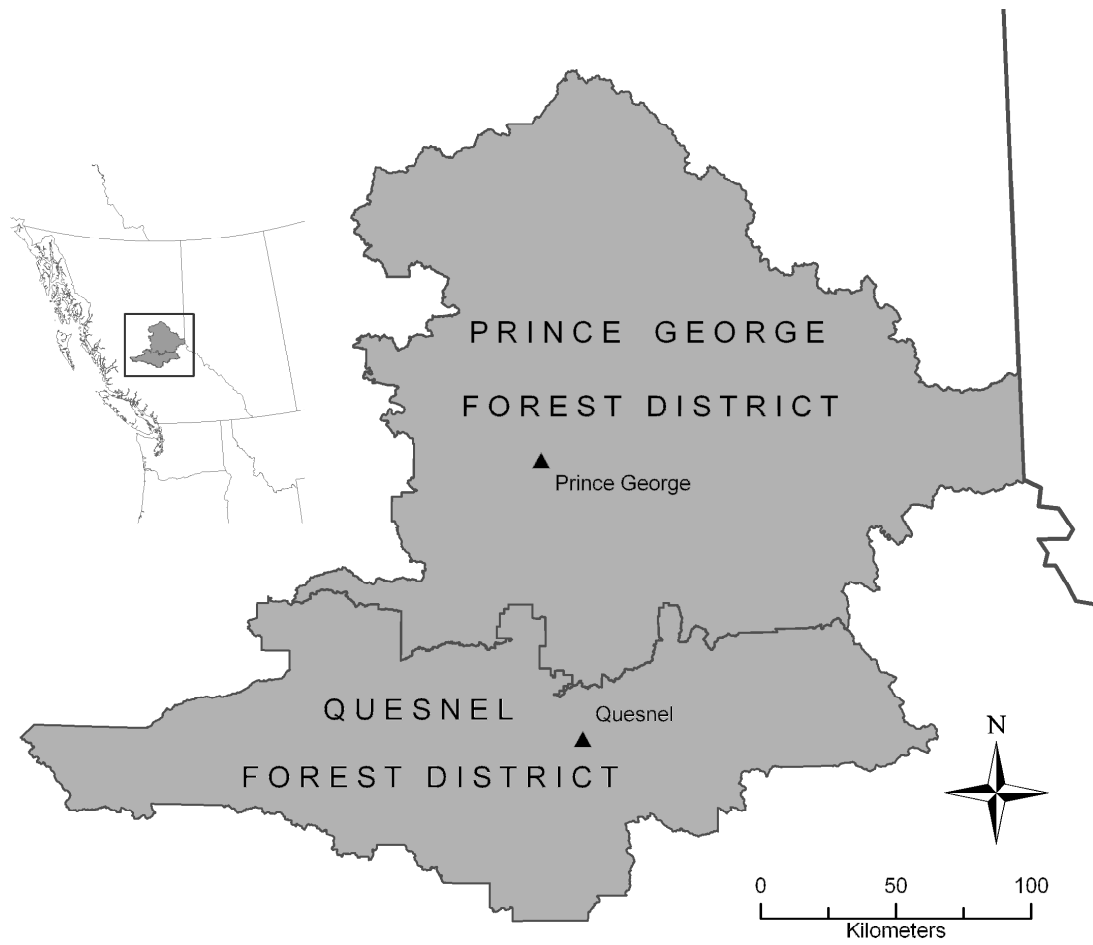 PRINCE GEORGE
FOREST DISTRICT
Prince George
QUESNEL
Quesnel
FOREST DISTRICT
N
0 50 100
Kilometers